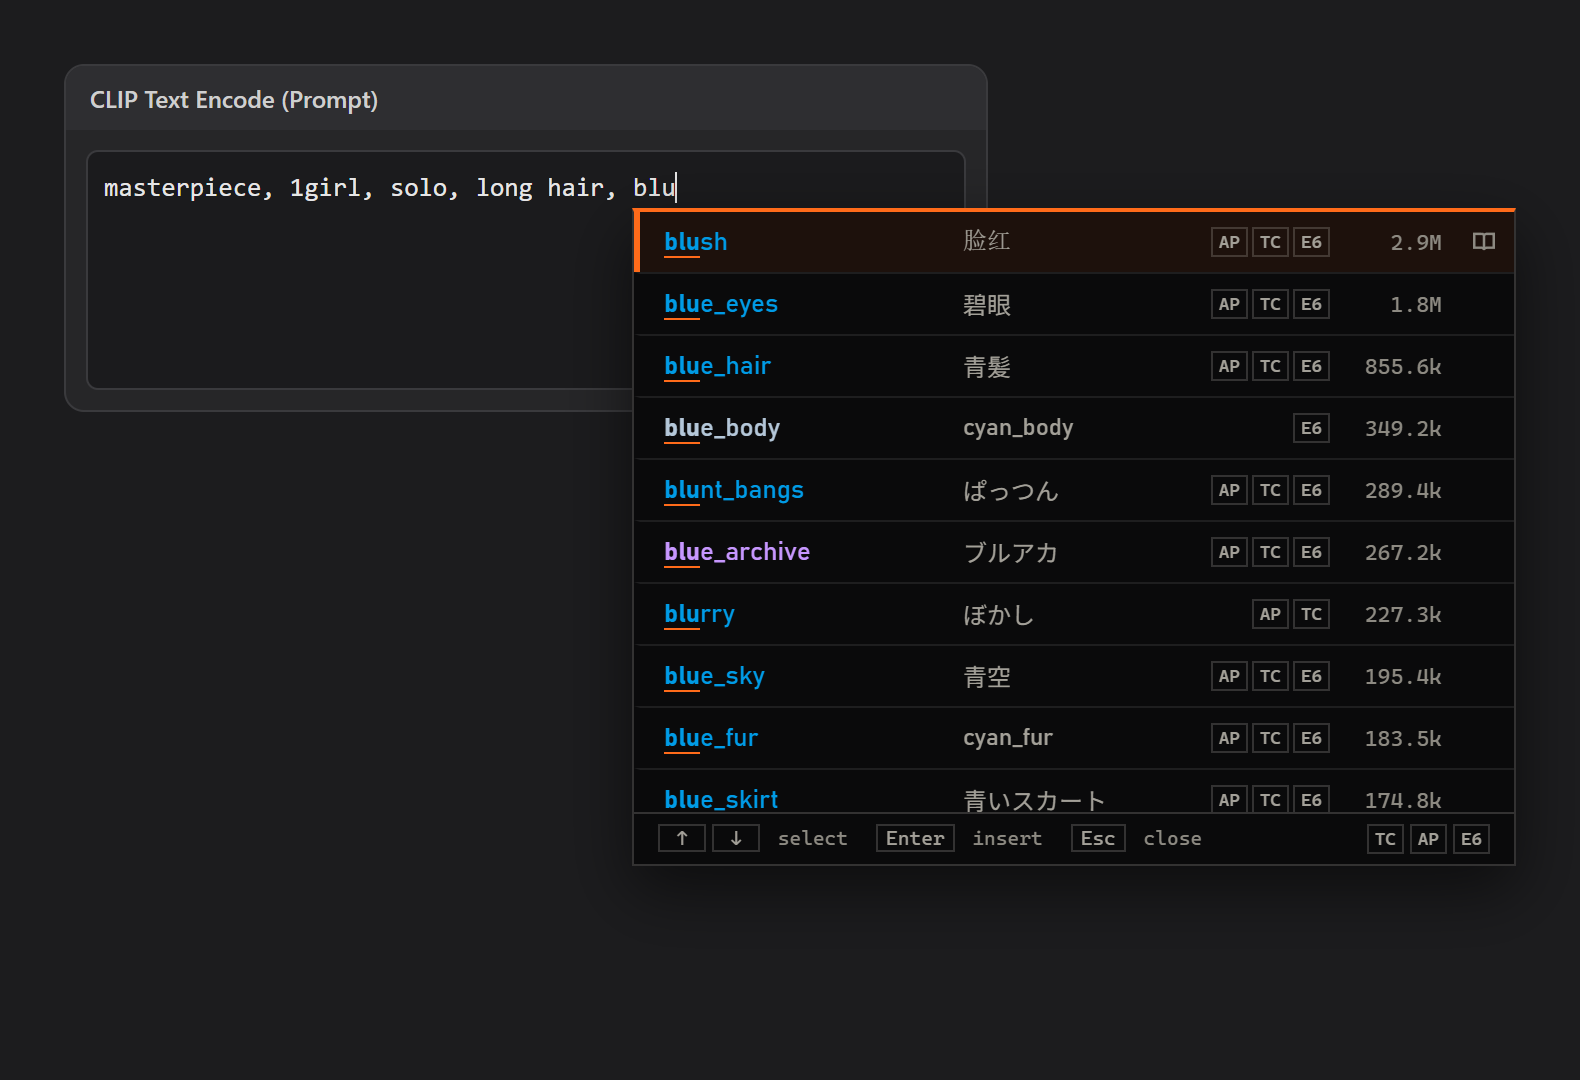 CLIP Text Encode (Prompt)
masterpiece, 1girl, solo, long hair, blu
blush 脸红 AP TC E6 2.9M
blue_eyes 碧眼 AP TC E6 1.8M
blue_hair 青髪 AP TC E6 855.6k
blue_body cyan_body E6 349.2k
blunt_bangs ぱっつん AP TC E6 289.4k
blue_archive ブルアカ AP TC E6 267.2k
blurry ぼかし AP TC 227.3k
blue_sky 青空 AP TC E6 195.4k
blue_fur cyan_fur AP TC E6 183.5k
blue_skirt 青いスカート AP TC E6 174.8k
↑ ↓ select Enter insert Esc close TC AP E6